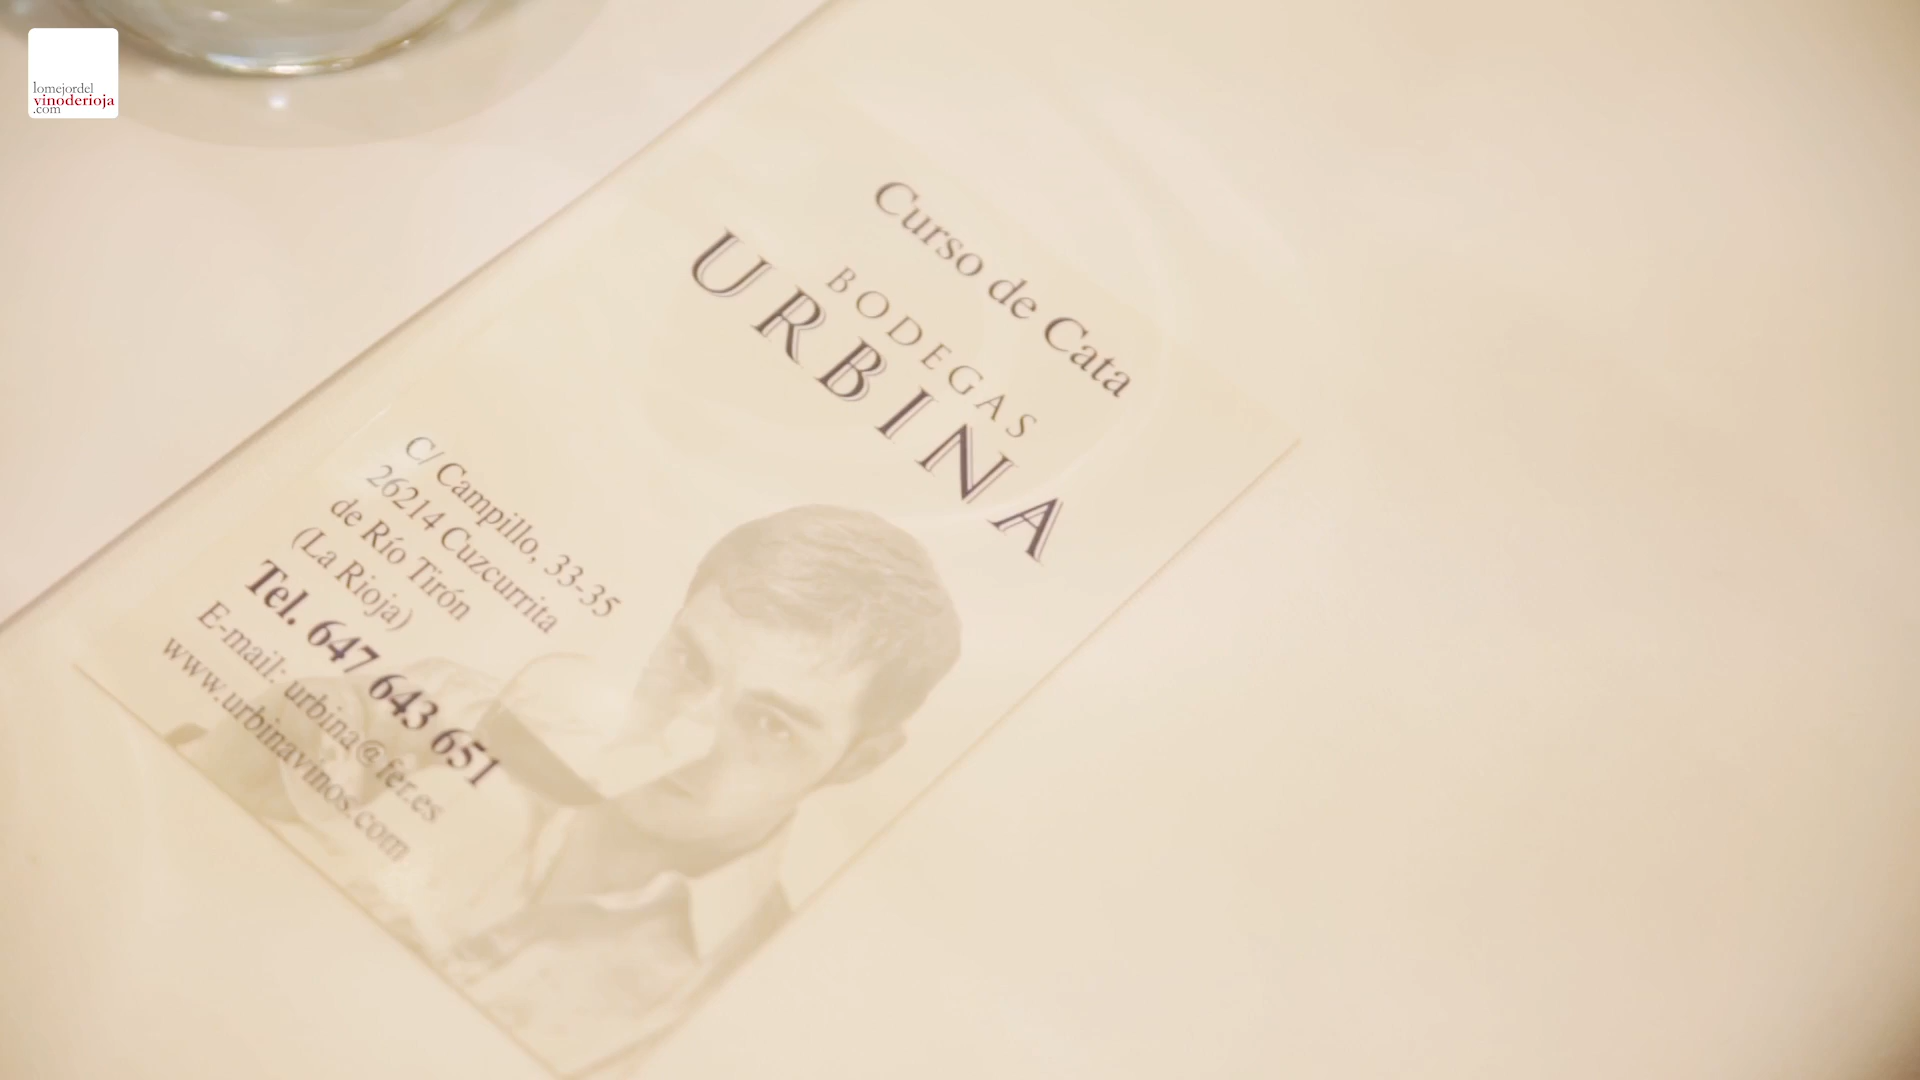 lomejordel
vinoderioja
.com
Curso de Cata
BODEGAS
URBINA
C/ Campillo, 33-35
26214 Cuzcurrita
de Río Tirón
(La Rioja)
Tel. 647 643 651
E-mail: urbina@fer.es
www.urbinavinos.com